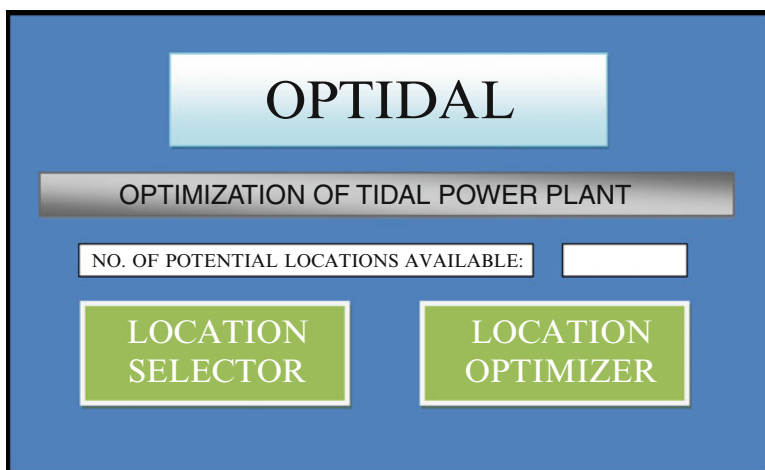 OPTIDAL
OPTIMIZATION OF TIDAL POWER PLANT
NO. OF POTENTIAL LOCATIONS AVAILABLE:
LOCATION
SELECTOR
LOCATION
OPTIMIZER